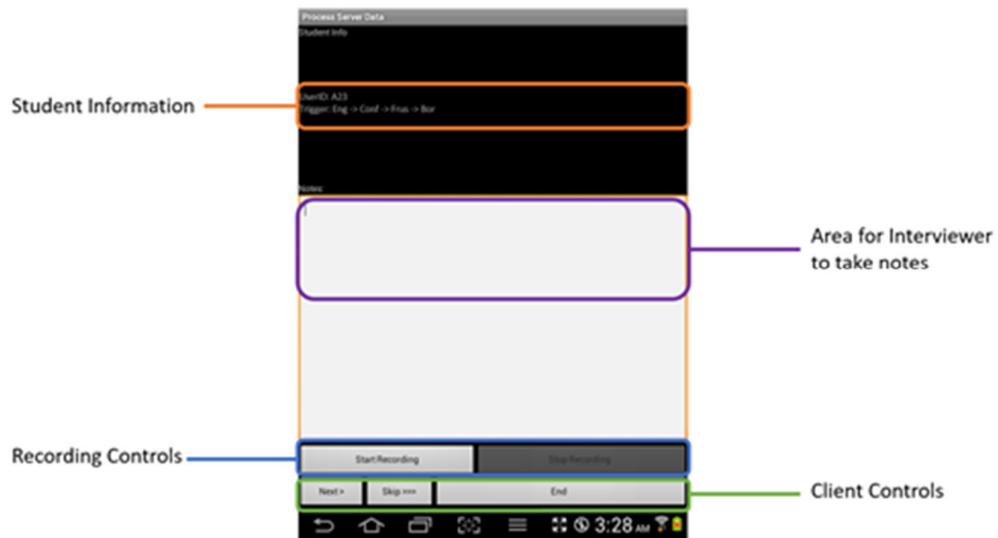 Process Server Data
Student Info
Student Information
UserID: A23
Trigger: Eng -> Conf -> Frus -> Bor
Notes:
Area for Interviewer
to take notes
Recording Controls
Start Recording
Stop Recording
Next >
Skip >>>
End
Client Controls
3:28 AM